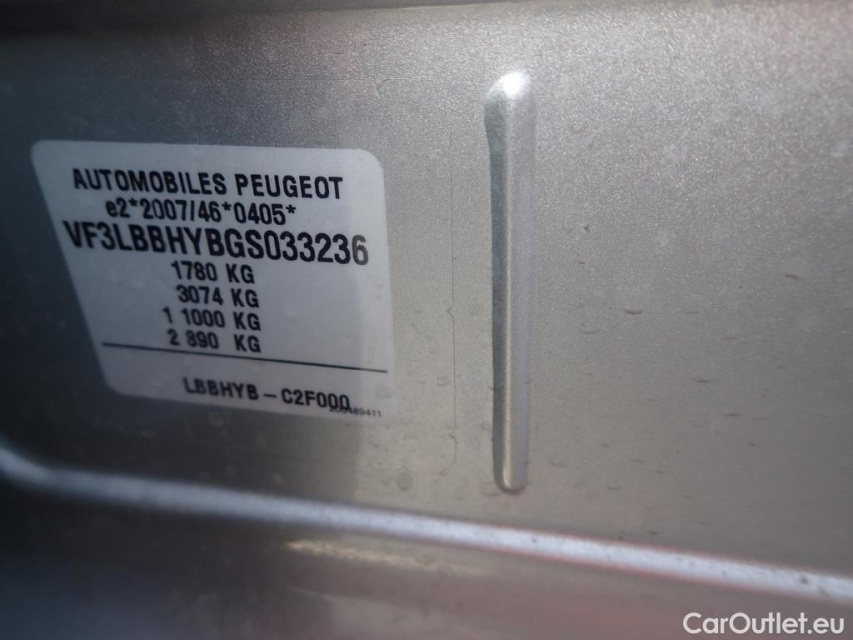 AUTOMOBILES PEUGEOT
e2*2007/46*0405*
VF3LBBHYBGS033236
1780 KG
3074 KG
1 1000 KG
2 890 KG
LBBHYB-C2F000
200489411
CarOutlet.eu